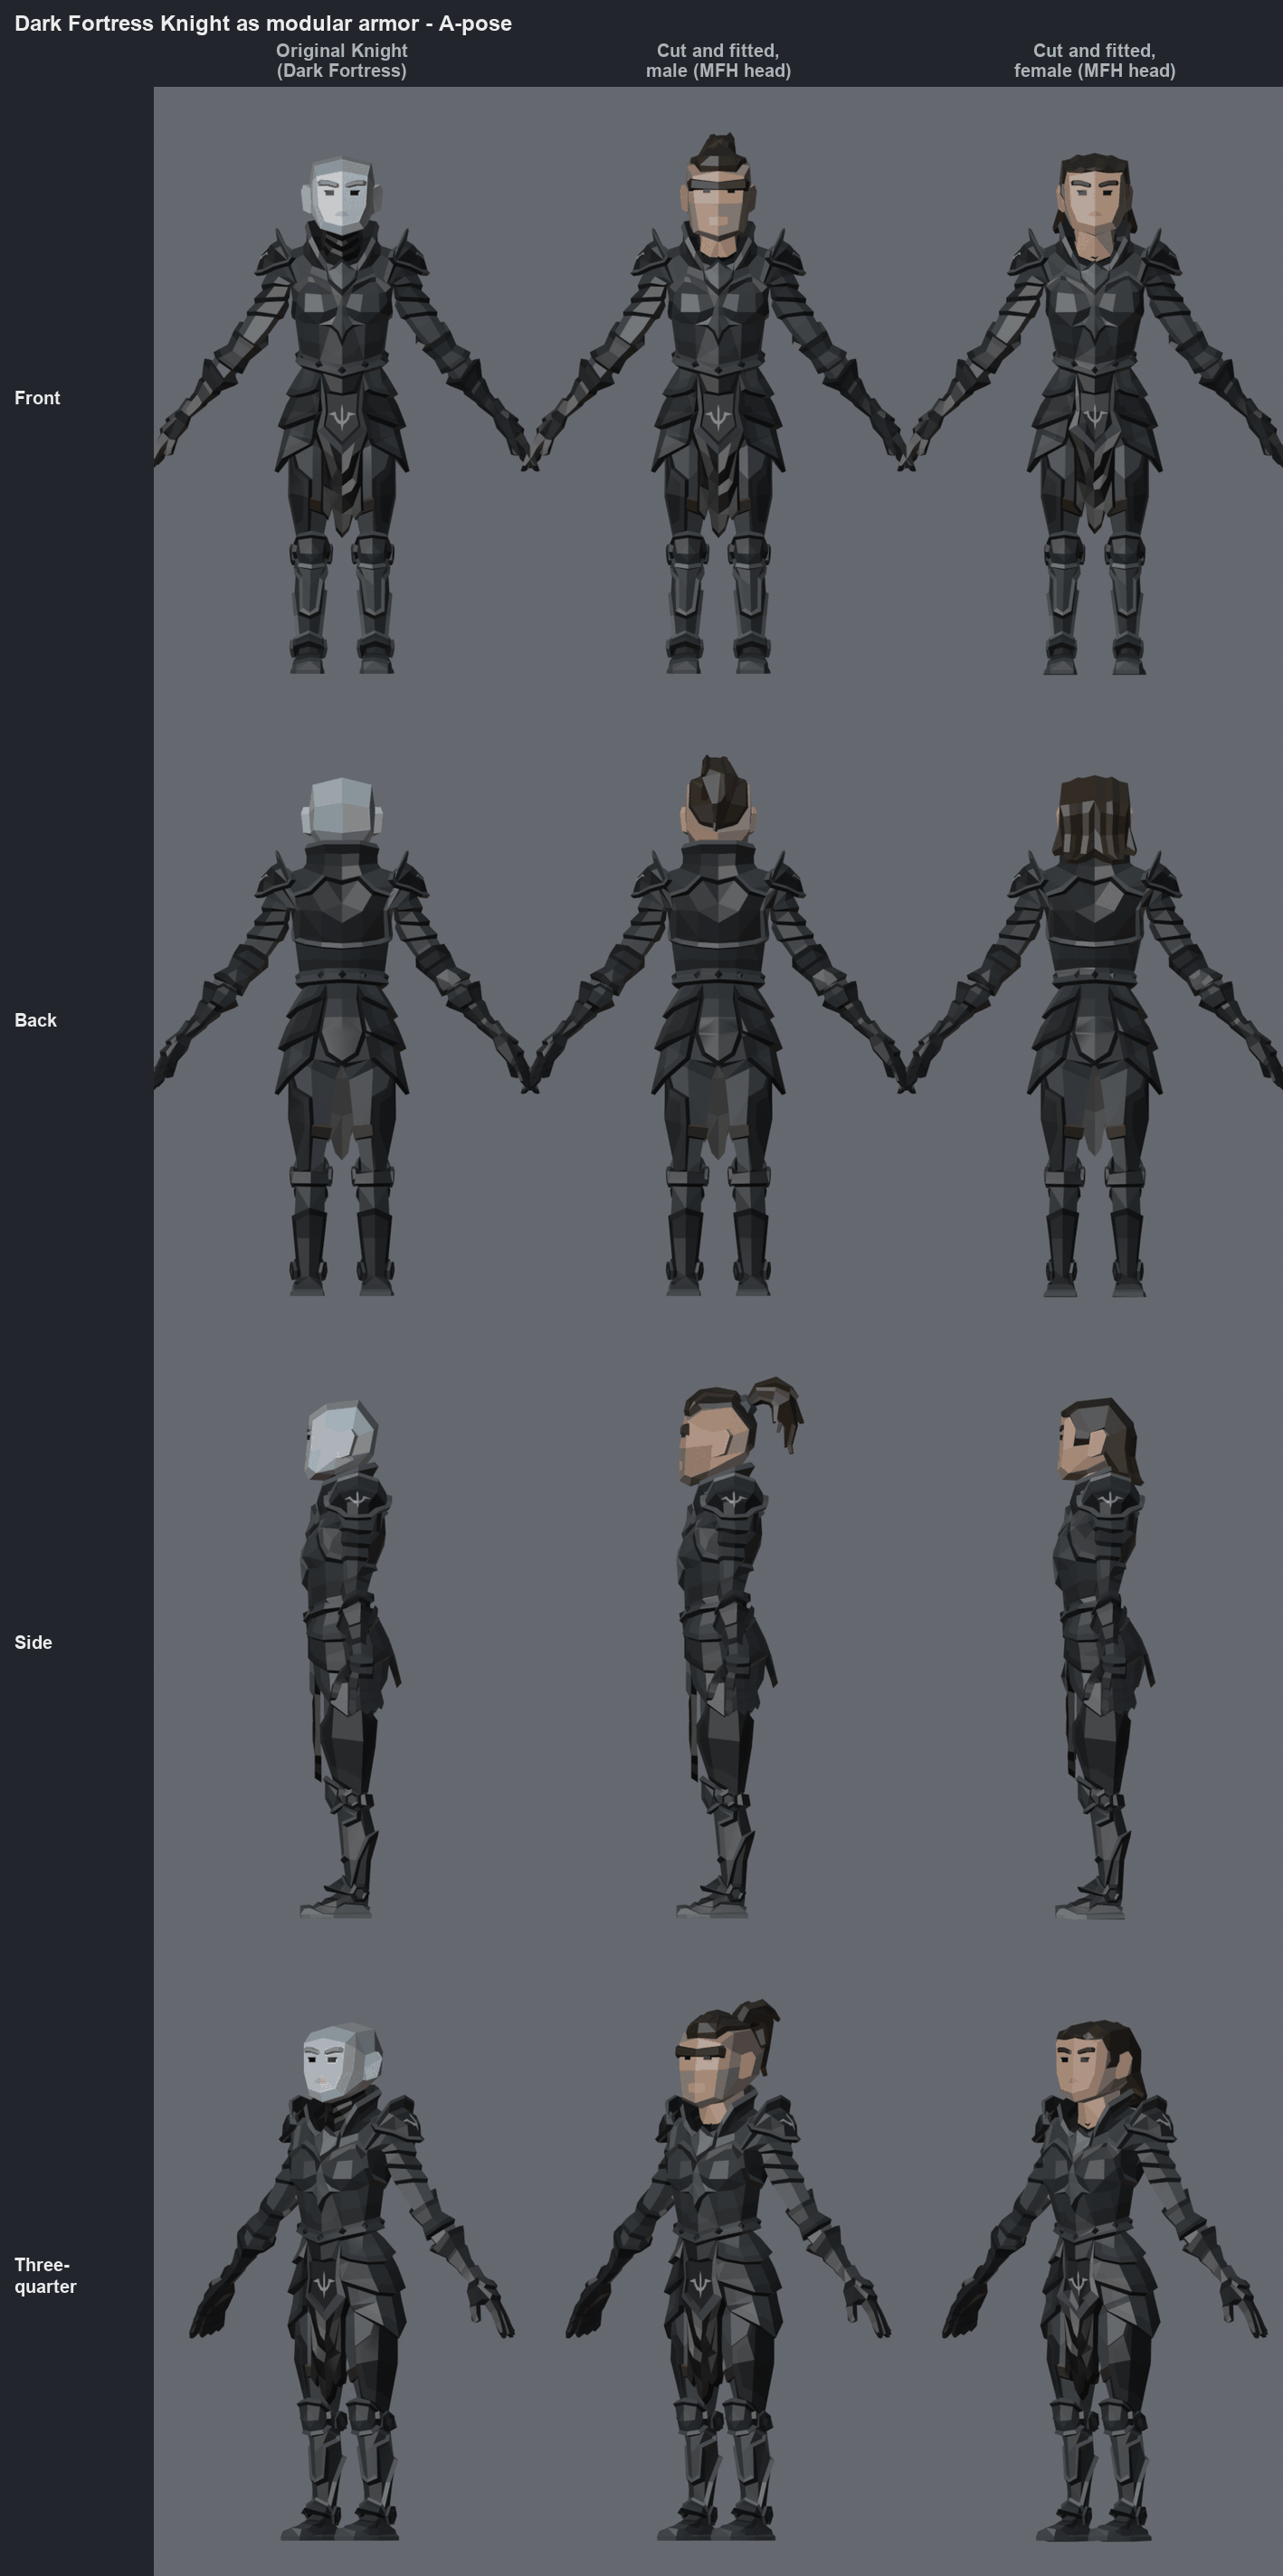 Dark Fortress Knight as modular armor - A-pose
Original Knight
(Dark Fortress)
Cut and fitted,
male (MFH head)
Cut and fitted,
female (MFH head)
Front
Back
Side
Three-
quarter